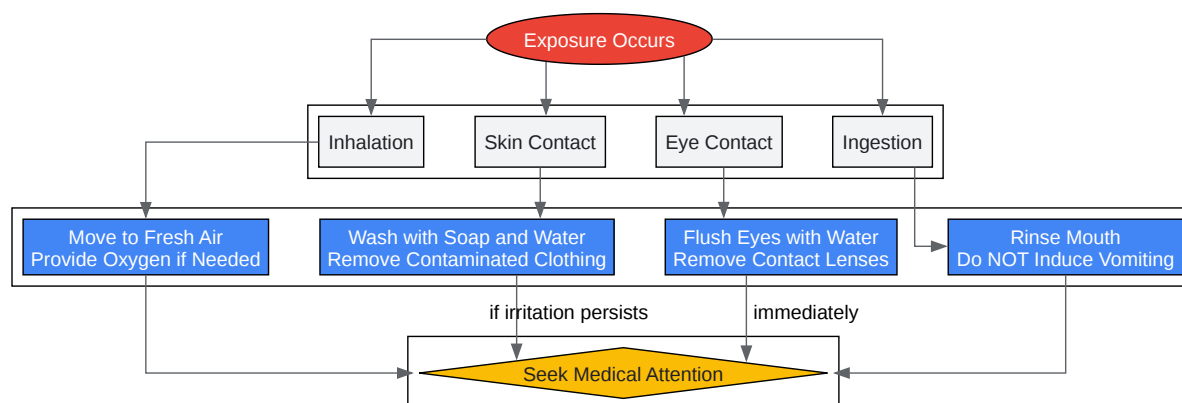 Exposure Occurs
Inhalation
Skin Contact
Eye Contact
Ingestion
Move to Fresh Air
Provide Oxygen if Needed
Wash with Soap and Water
Remove Contaminated Clothing
Flush Eyes with Water
Remove Contact Lenses
Rinse Mouth
Do NOT Induce Vomiting
if irritation persists
immediately
Seek Medical Attention